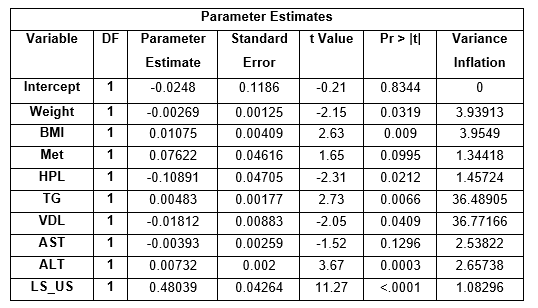 Parameter Estimates
Variable DF Parameter Estimate Standard Error t Value Pr > |t| Variance Inflation
Intercept 1 -0.0248 0.1186 -0.21 0.8344 0
Weight 1 -0.00269 0.00125 -2.15 0.0319 3.93913
BMI 1 0.01075 0.00409 2.63 0.009 3.9549
Met 1 0.07622 0.04616 1.65 0.0995 1.34418
HPL 1 -0.10891 0.04705 -2.31 0.0212 1.45724
TG 1 0.00483 0.00177 2.73 0.0066 36.48905
VDL 1 -0.01812 0.00883 -2.05 0.0409 36.77166
AST 1 -0.00393 0.00259 -1.52 0.1296 2.53822
ALT 1 0.00732 0.002 3.67 0.0003 2.65738
LS_US 1 0.48039 0.04264 11.27 <.0001 1.08296